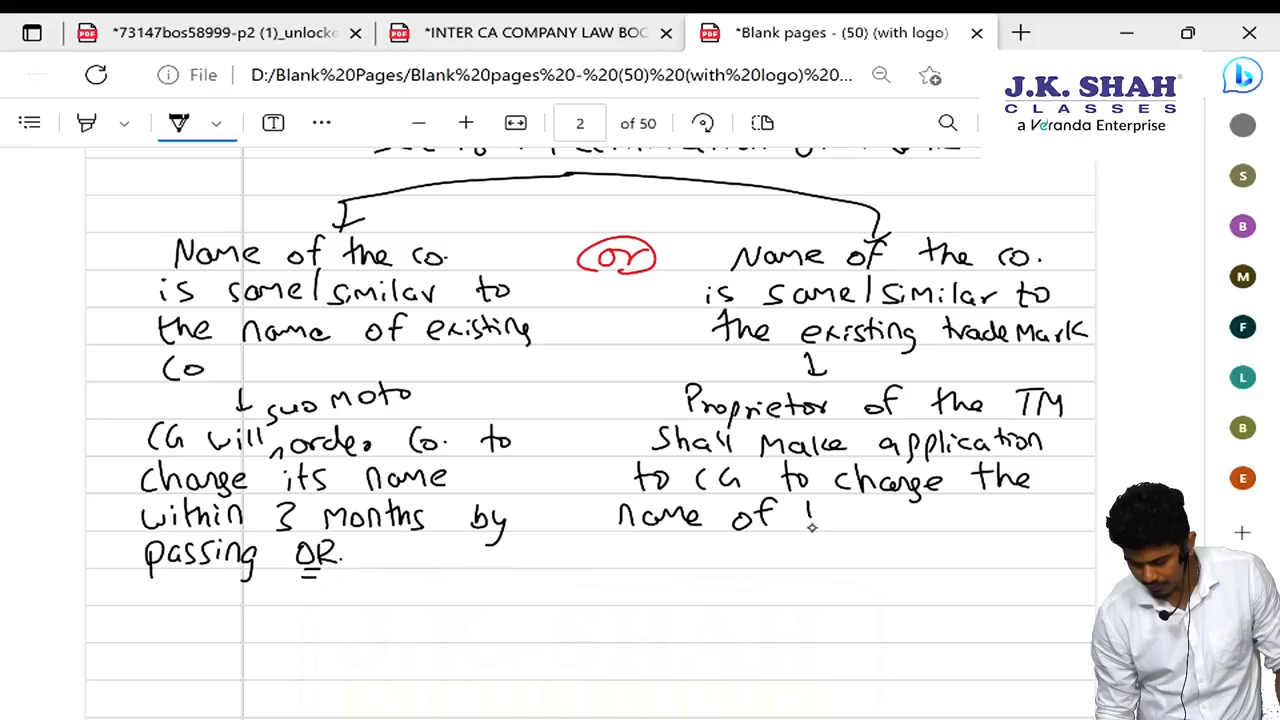 *73147bos58999-p2 (1)_unlocke
*INTER CA COMPANY LAW BOC
*Blank pages - (50) (with logo)
File
D:/Blank%20Pages/Blank%20pages%20-%20(50)%20(with%20logo)%20...
2 of 50
J.K. SHAH
CLASSES
a Veranda Enterprise
Name of the co.
is same/similar to
the name of existing
Co
suo moto
CG will order Co. to
change its name
within 3 months by
passing OR.
or
Name of the co.
is same/similar to
the existing tradeMark
Proprietor of the TM
shall make application
to CG to change the
name of
S
B
M
F
L
B
E